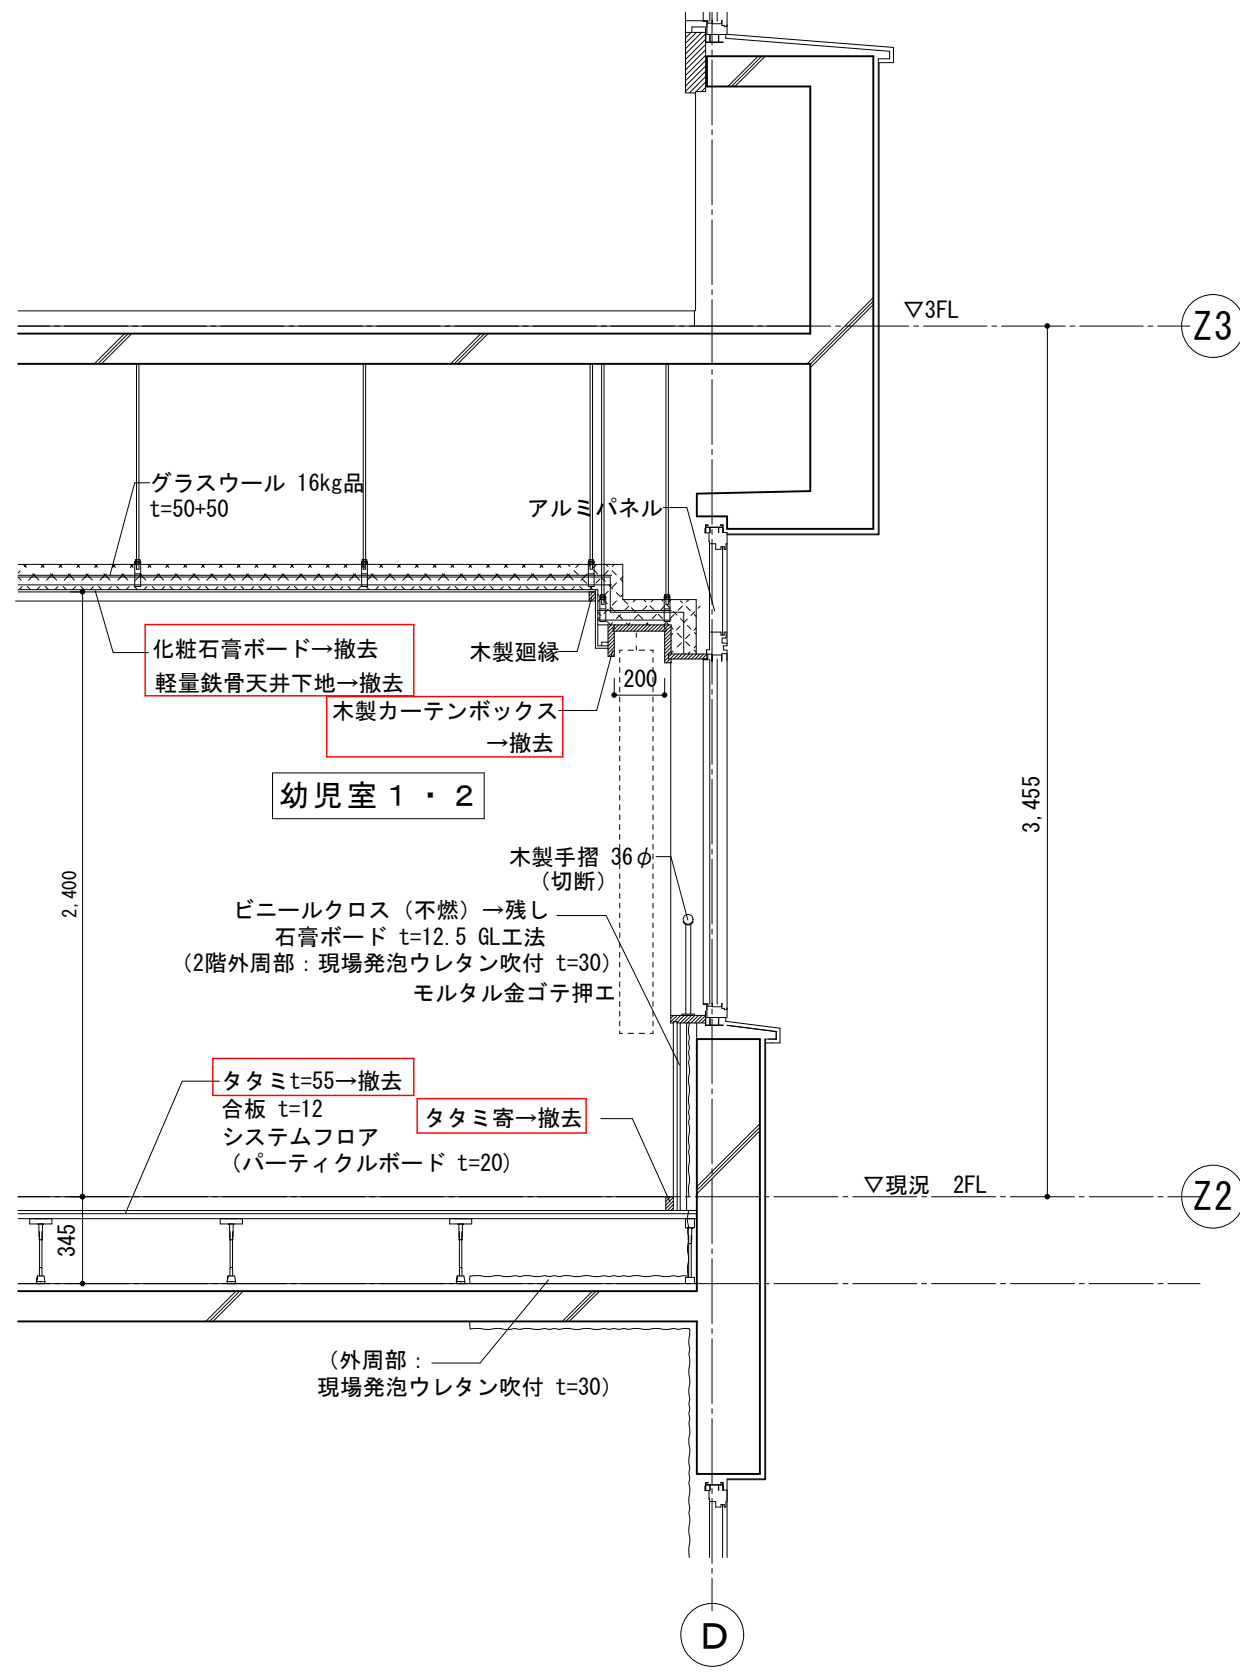 ▽3FL
Z3
グラスウール 16kg品
t=50+50
アルミパネル
化粧石膏ボード→撤去
軽量鉄骨天井下地→撤去
木製廻縁
200
木製カーテンボックス
→撤去
幼児室１・２
3,455
木製手摺 36φ
(切断)
2,400
ビニールクロス（不燃）→残し
石膏ボード t=12.5 GL工法
(2階外周部：現場発泡ウレタン吹付 t=30)
モルタル金ゴテ押エ
タタミt=55→撤去
合板 t=12
システムフロア
(パーティクルボード t=20)
タタミ寄→撤去
▽現況 2FL
Z2
345
(外周部：
現場発泡ウレタン吹付 t=30)
D